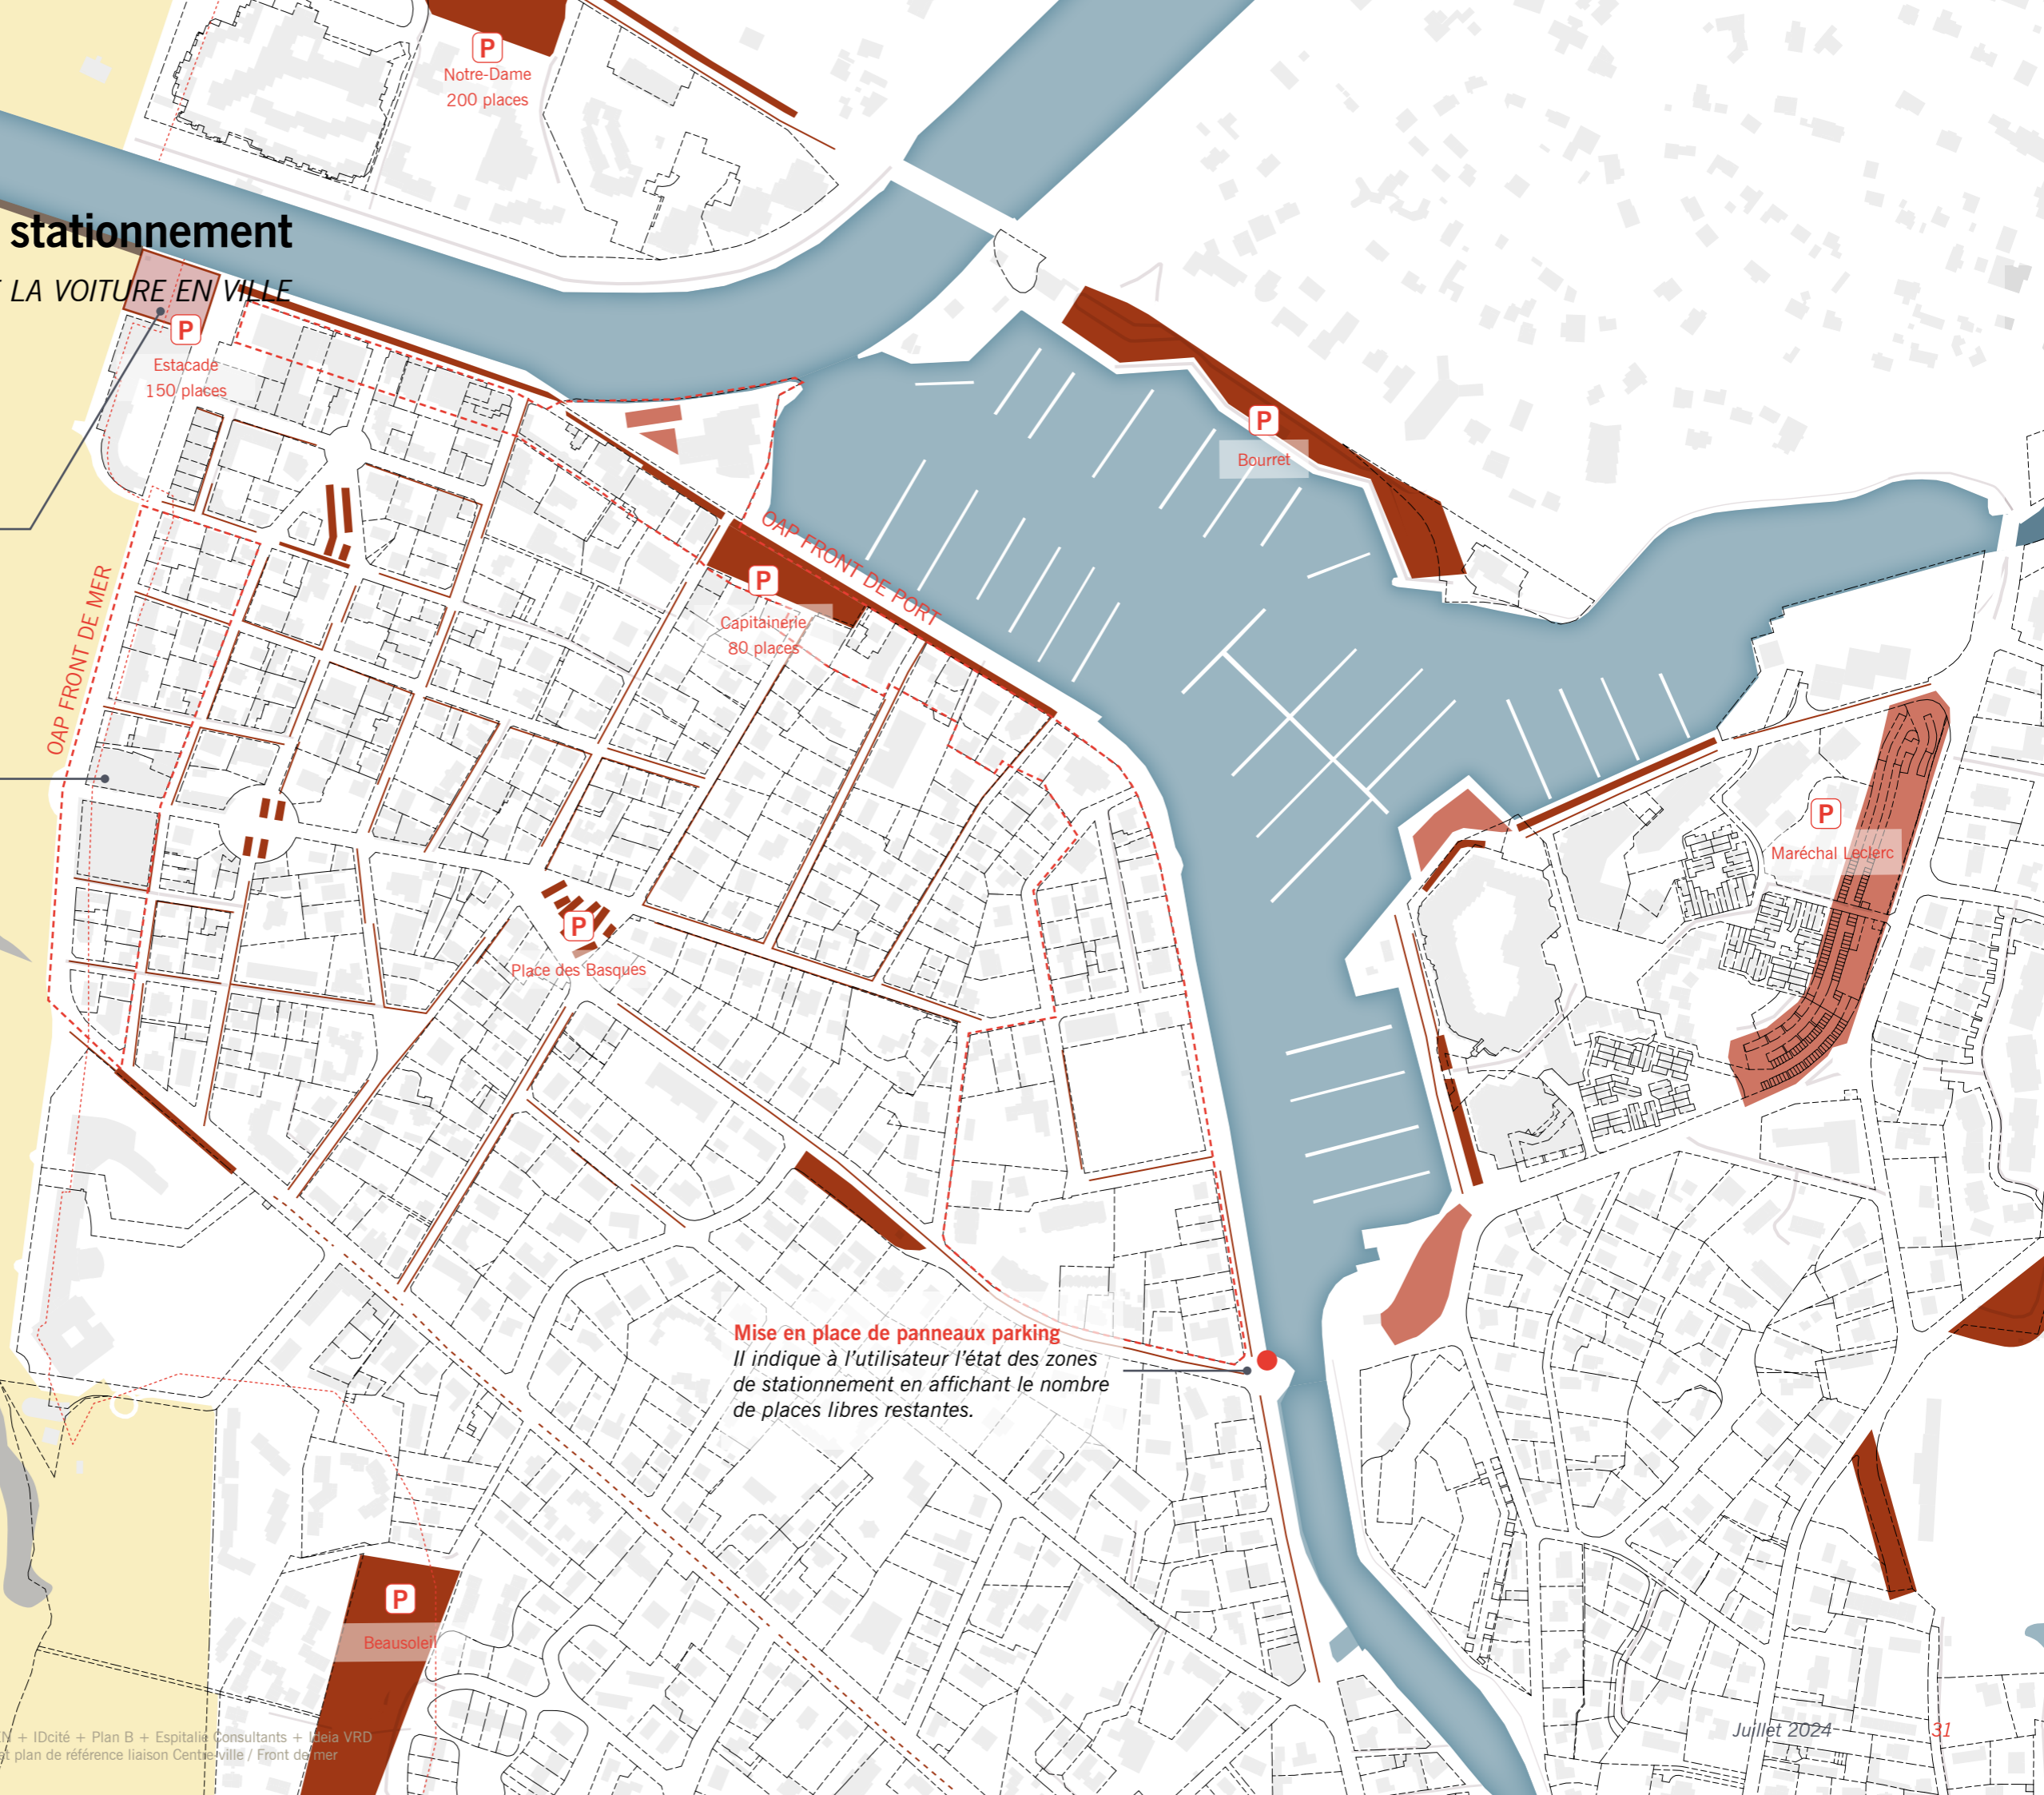 P
Notre-Dame
200 places
stationnement
LA VOITURE EN VILLE
P
Estacade
150 places
P
Bourret
OAP FRONT DE PORT
P
Capitainerie
80 places
OAP FRONT DE MER
P
Maréchal Leclerc
P
Place des Basques
Mise en place de panneaux parking
Il indique à l'utilisateur l'état des zones
de stationnement en affichant le nombre
de places libres restantes.
P
Beausoleil
+ IDcité + Plan B + Espitalié Consultants + Ideia VRD
plan de référence liaison Centre-ville / Front de mer
Juillet 2024
31